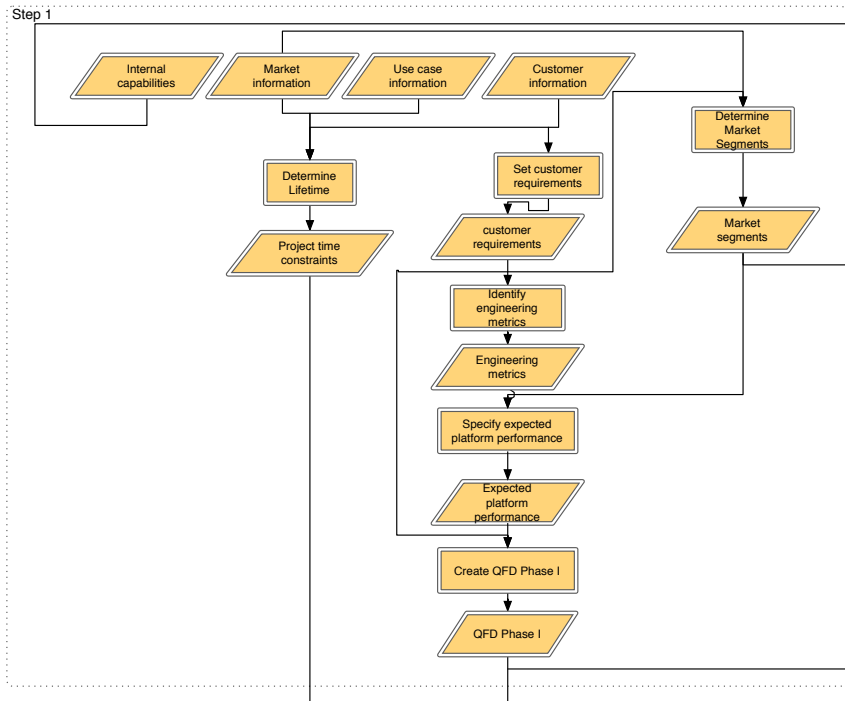 Step 1
Internal
capabilities
Market
information
Use case
information
Customer
information
Determine
Market
Segments
Determine
Lifetime
Set customer
requirements
customer
requirements
Market
segments
Project time
constraints
Identify
engineering
metrics
Engineering
metrics
Specify expected
platform performance
Expected
platform
performance
Create QFD Phase I
QFD Phase I